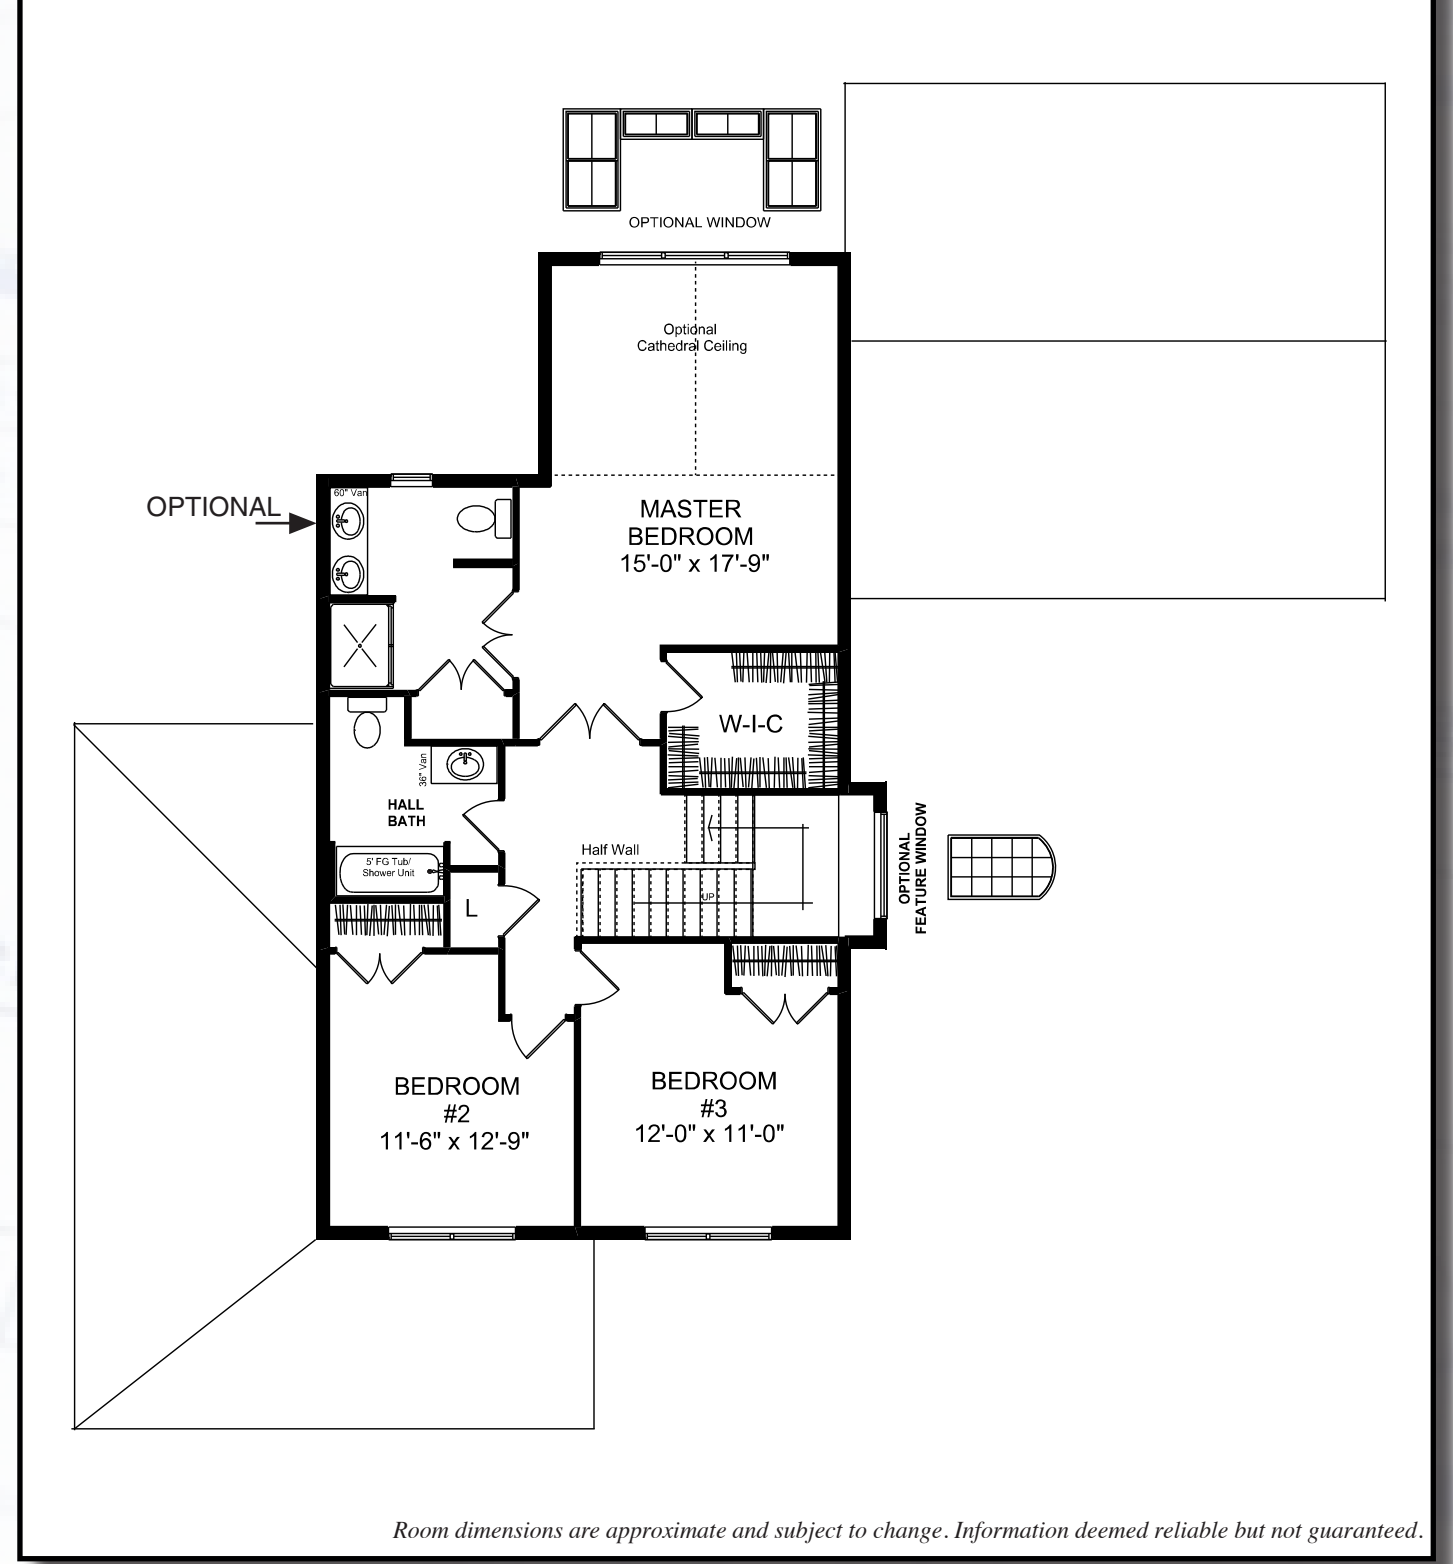 OPTIONAL WINDOW
Optional
Cathedral Ceiling
60" Van
OPTIONAL
MASTER
BEDROOM
15'-0" x 17'-9"
W-I-C
36" Van
HALL
BATH
Half Wall
5' FG Tub/
Shower Unit
UP
L
OPTIONAL
FEATURE WINDOW
BEDROOM
#2
11'-6" x 12'-9"
BEDROOM
#3
12'-0" x 11'-0"
Room dimensions are approximate and subject to change. Information deemed reliable but not guaranteed.